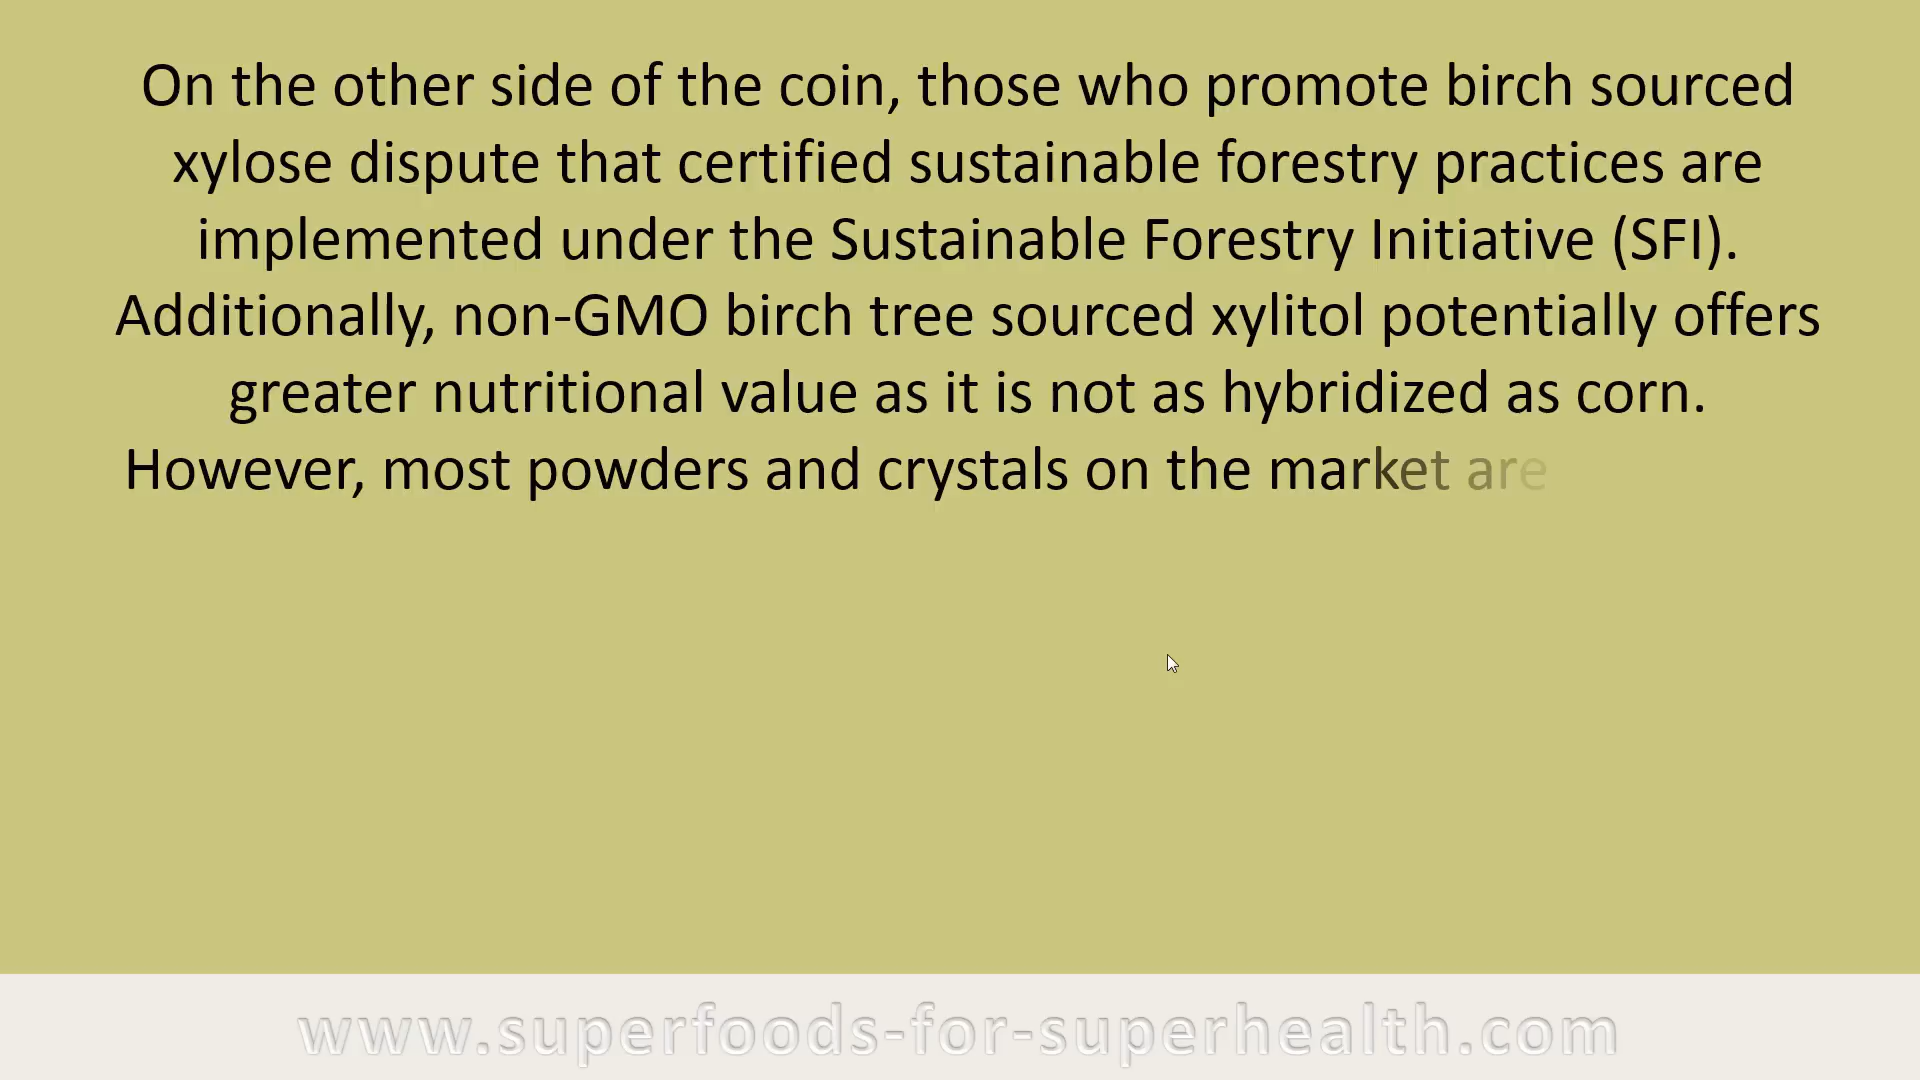 On the other side of the coin, those who promote birch sourced
xylose dispute that certified sustainable forestry practices are
implemented under the Sustainable Forestry Initiative (SFI).
Additionally, non-GMO birch tree sourced xylitol potentially offers
greater nutritional value as it is not as hybridized as corn.
However, most powders and crystals on the market are
www.superfoods-for-superhealth.com